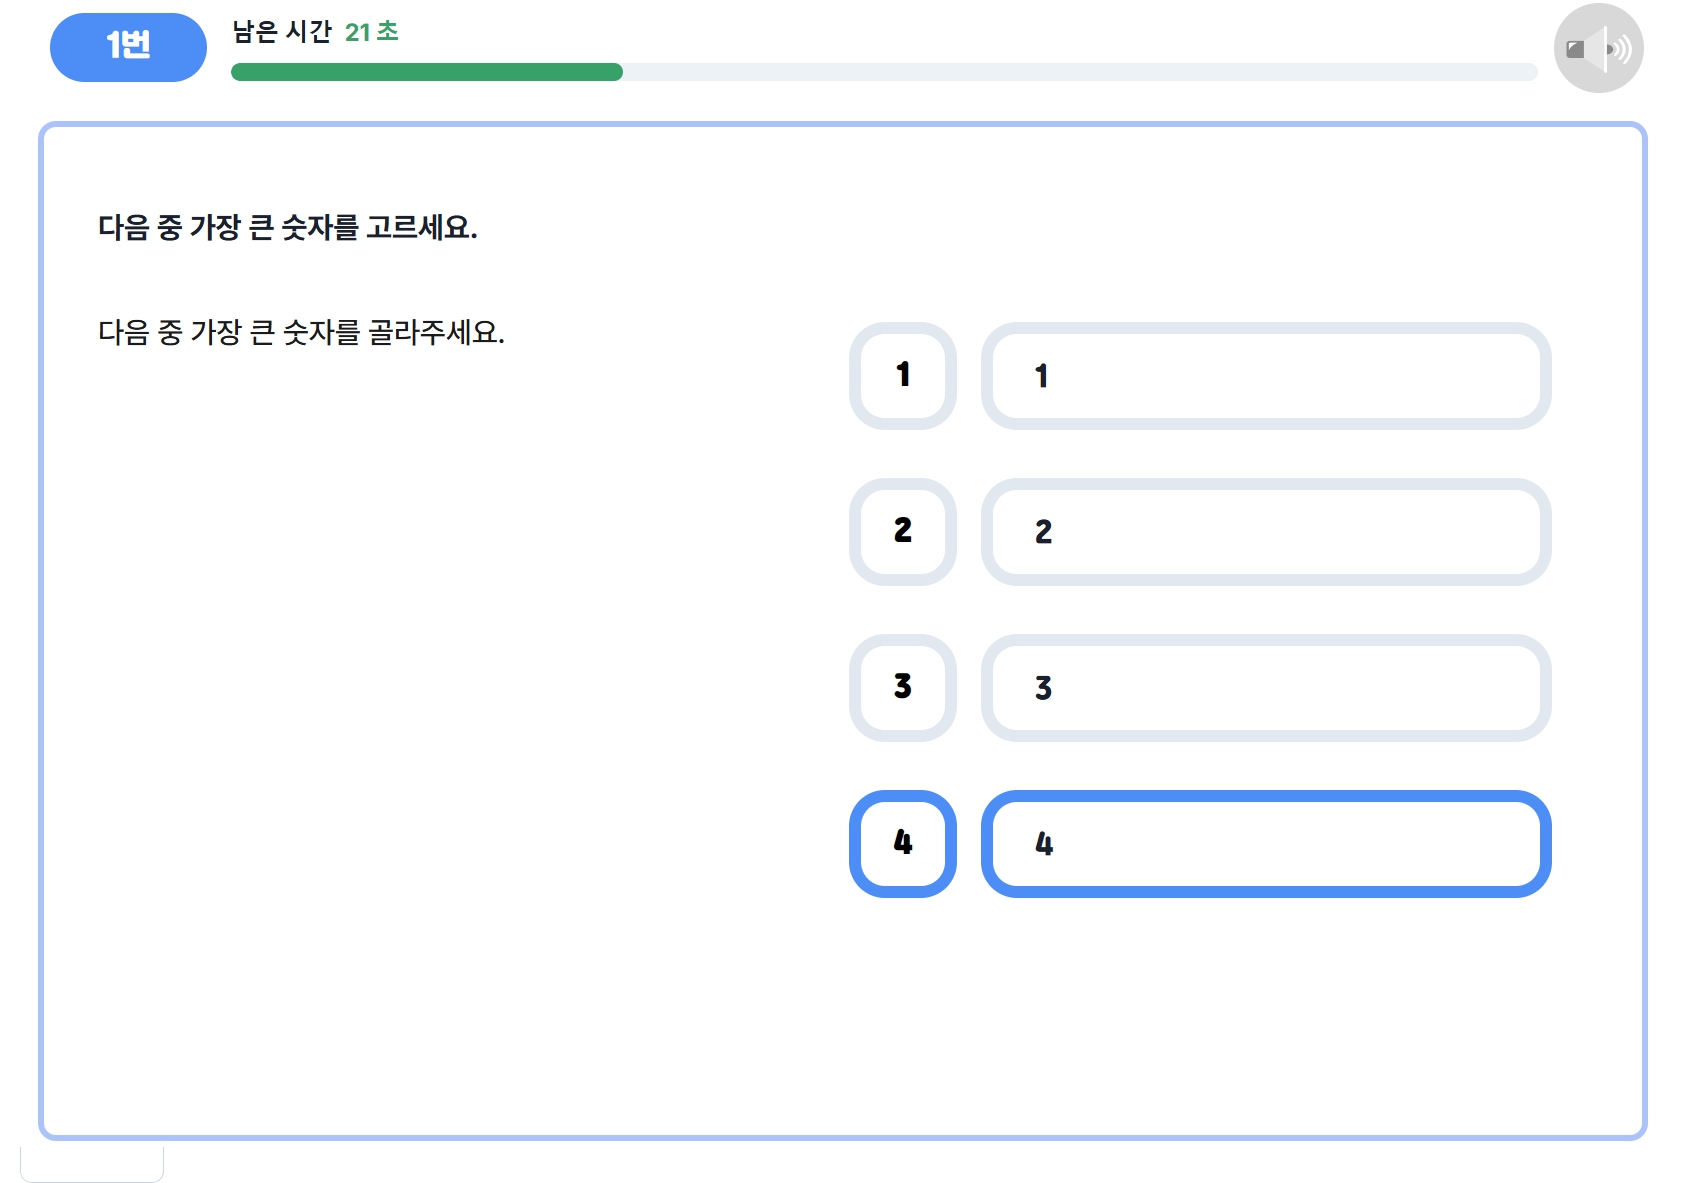 1번
남은 시간 21 초
다음 중 가장 큰 숫자를 고르세요.
다음 중 가장 큰 숫자를 골라주세요.
1 1
2 2
3 3
4 4